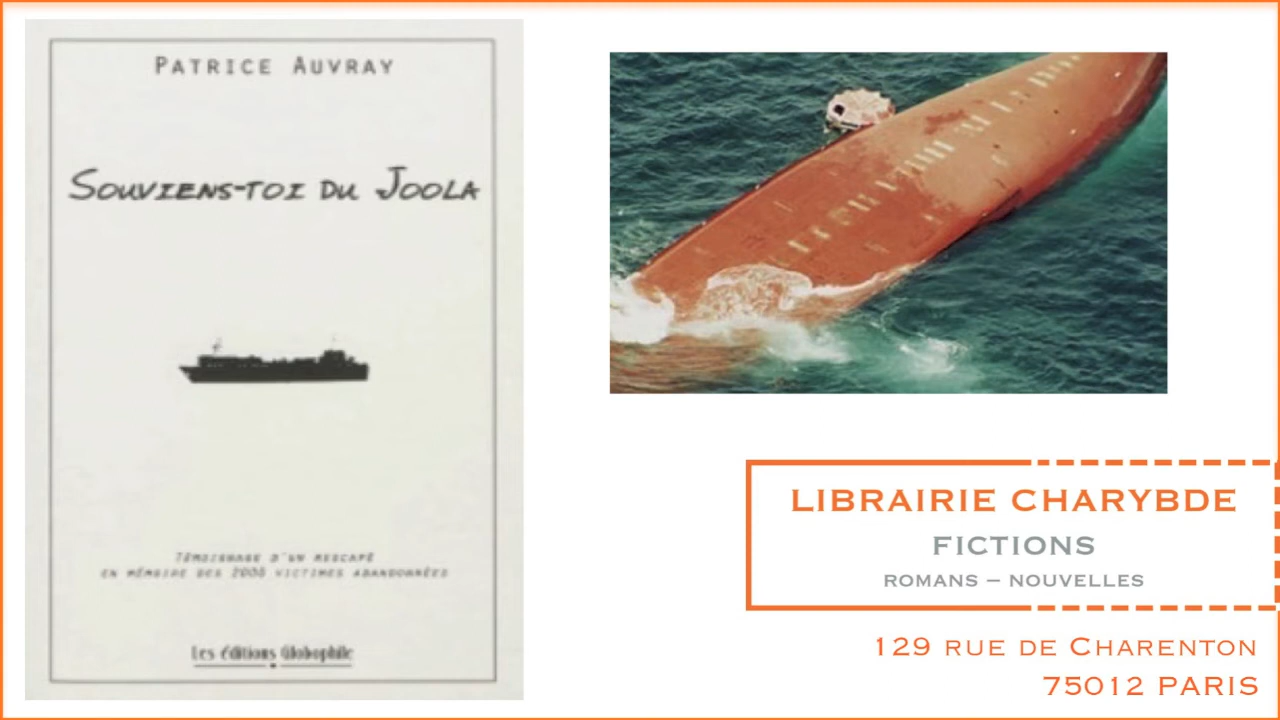 PATRICE AUVRAY
SOUVIENS-TOI DU JOOLA
TÉMOIGNAGE D'UN RESCAPÉ
EN MÉMOIRE DES 2000 VICTIMES ABANDONNÉES
Les éditions Globophile
LIBRAIRIE CHARYBDE
FICTIONS
ROMANS – NOUVELLES
129 RUE DE CHARENTON
75012 PARIS